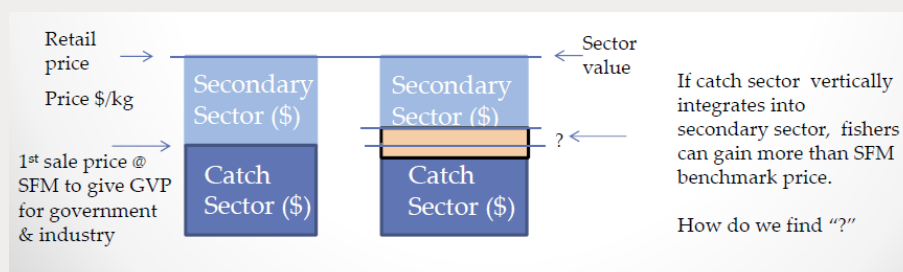 Retail
price
Price $/kg
1st sale price @
SFM to give GVP
for government
& industry
Secondary
Sector ($)
Catch
Sector ($)
Secondary
Sector ($)
Catch
Sector ($)
Sector
value
?
If catch sector vertically
integrates into
secondary sector, fishers
can gain more than SFM
benchmark price.
How do we find “?”